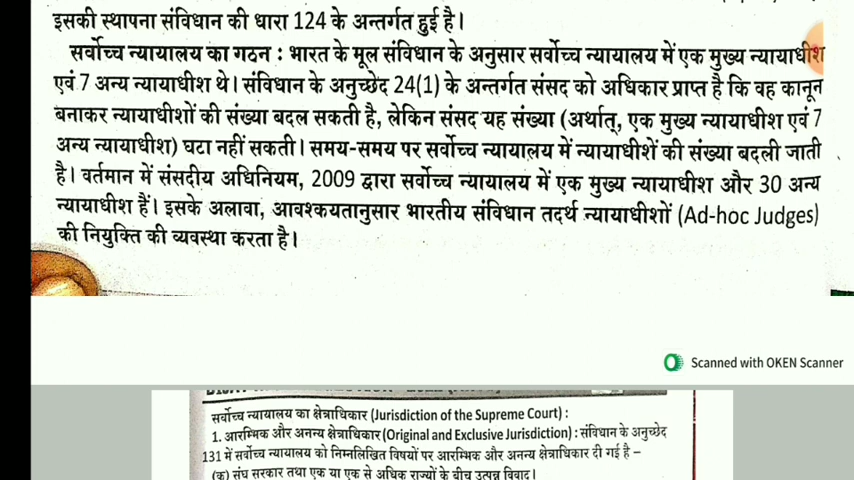 इसकी स्थापना संविधान की धारा 124 के अन्तर्गत हुई है।
सर्वोच्च न्यायालय का गठन : भारत के मूल संविधान के अनुसार सर्वोच्च न्यायालय में एक मुख्य न्यायाधीश
एवं 7 अन्य न्यायाधीश थे। संविधान के अनुच्छेद 24(1) के अन्तर्गत संसद को अधिकार प्राप्त है कि वह कानून
बनाकर न्यायाधीशों की संख्या बदल सकती है, लेकिन संसद यह संख्या (अर्थात्, एक मुख्य न्यायाधीश एवं 7
अन्य न्यायाधीश) घटा नहीं सकती। समय-समय पर सर्वोच्च न्यायालय में न्यायाधीशें की संख्या बदली जाती
है। वर्तमान में संसदीय अधिनियम, 2009 द्वारा सर्वोच्च न्यायालय में एक मुख्य न्यायाधीश और 30 अन्य
न्यायाधीश हैं। इसके अलावा, आवश्कयतानुसार भारतीय संविधान तदर्थ न्यायाधीशों (Ad-hoc Judges)
की नियुक्ति की व्यवस्था करता है।
Scanned with OKEN Scanner
सर्वोच्च न्यायालय का क्षेत्राधिकार (Jurisdiction of the Supreme Court) :
1. आरम्भिक और अनन्य क्षेत्राधिकार (Original and Exclusive Jurisdiction) : संविधान के अनुच्छेद
131 में सर्वोच्च न्यायालय को निम्नलिखित विषयों पर आरम्भिक और अनन्य क्षेत्राधिकार दी गई है –
(क) संघ सरकार तथा एक या एक से अधिक राज्यों के बीच उत्पन्न विवाद।